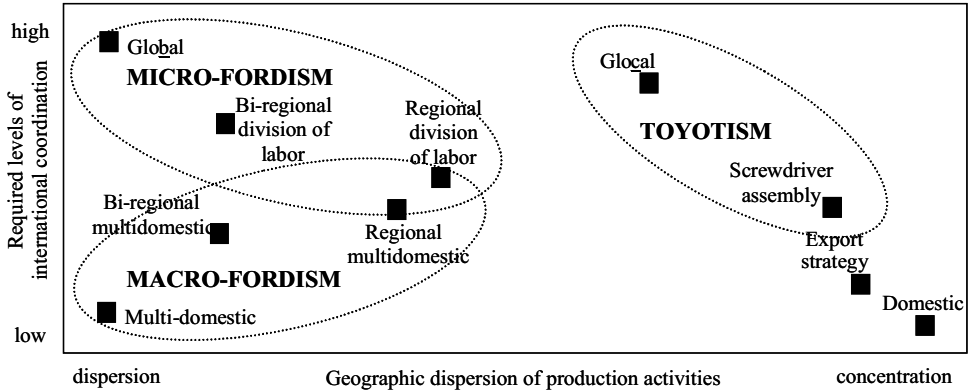 high
Global
MICRO-FORDISM
Bi-regional
division of
labor
Regional
division
of labor
Glocal
TOYOTISM
Screwdriver
assembly
Required levels of
international coordination
Bi-regional
multidomestic
Regional
multidomestic
Export
strategy
MACRO-FORDISM
Multi-domestic
Domestic
low
dispersion
Geographic dispersion of production activities
concentration